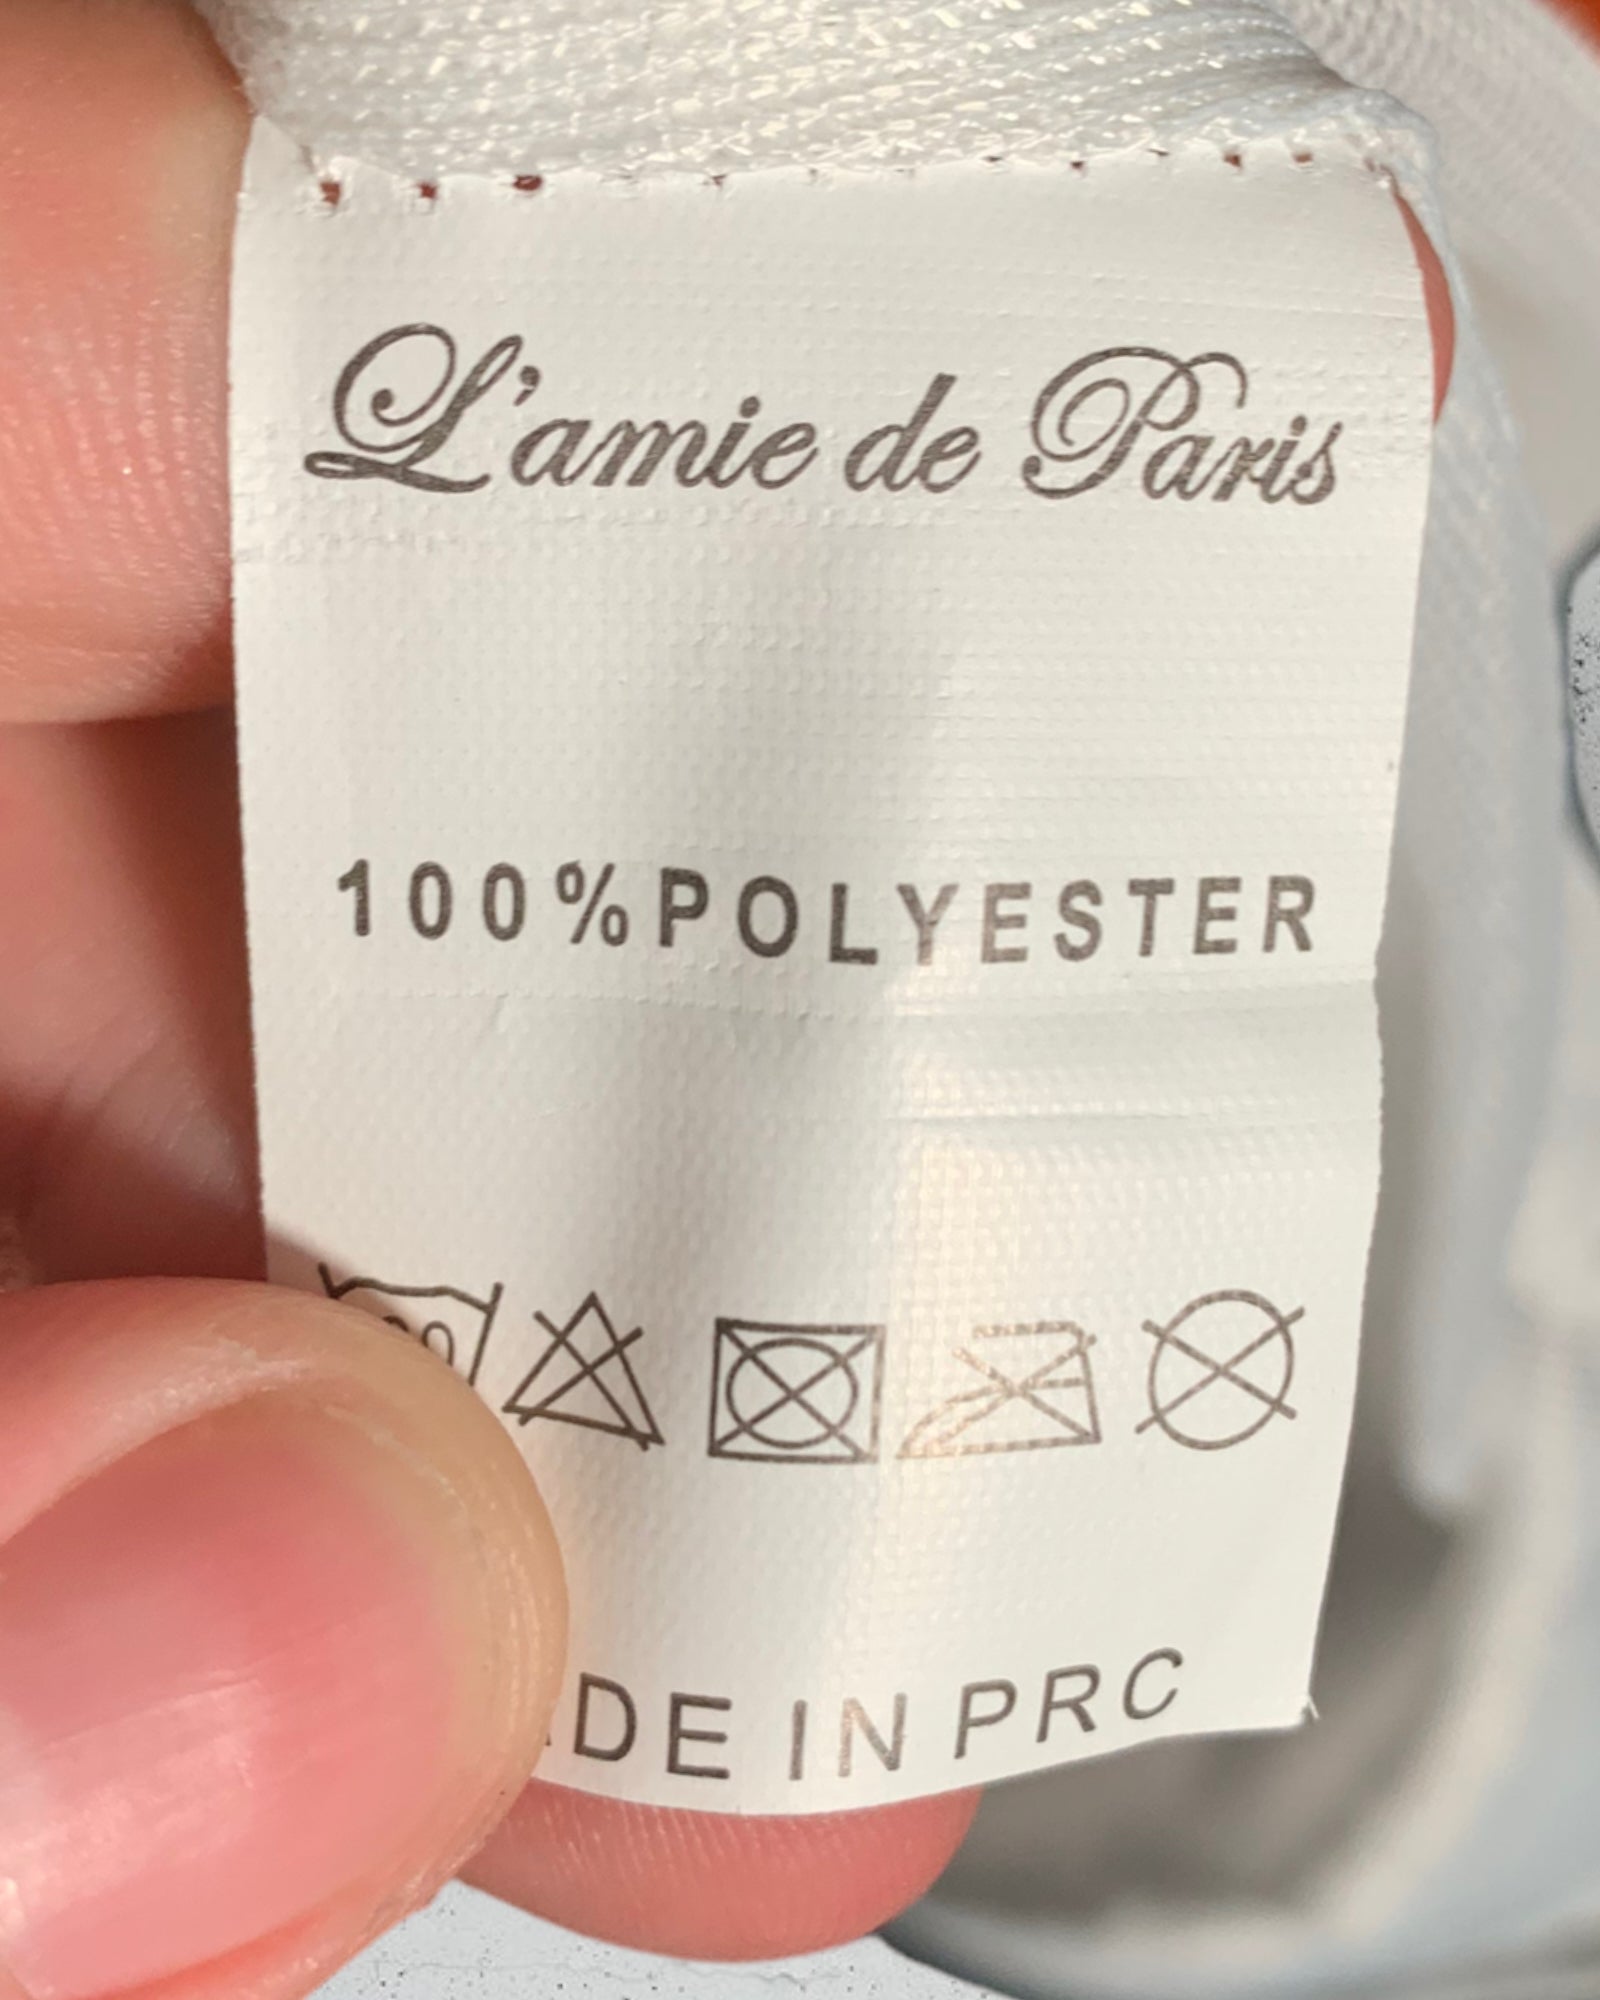 L'amie de Paris
100%POLYESTER
DE IN PRC